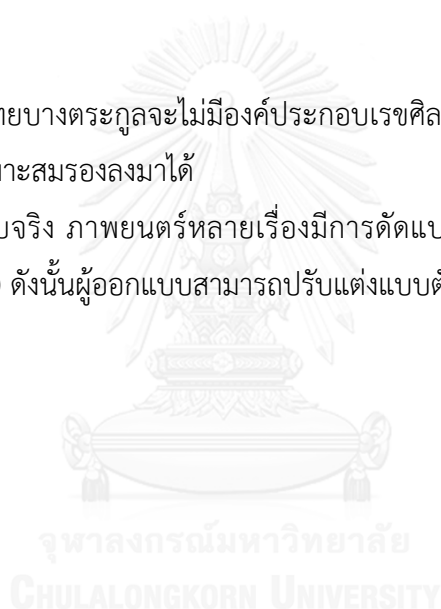 ทยบางตระกูลจะไม่มีองค์ประกอบเรขศิล
มาะสมรองลงมาได้
บจริง ภาพยนตร์หลายเรื่องมีการดัดแป
ดังนั้นผู้ออกแบบสามารถปรับแต่งแบบตั
จุฬาลงกรณ์มหาวิทยาลัย
CHULALONGKORN UNIVERSITY